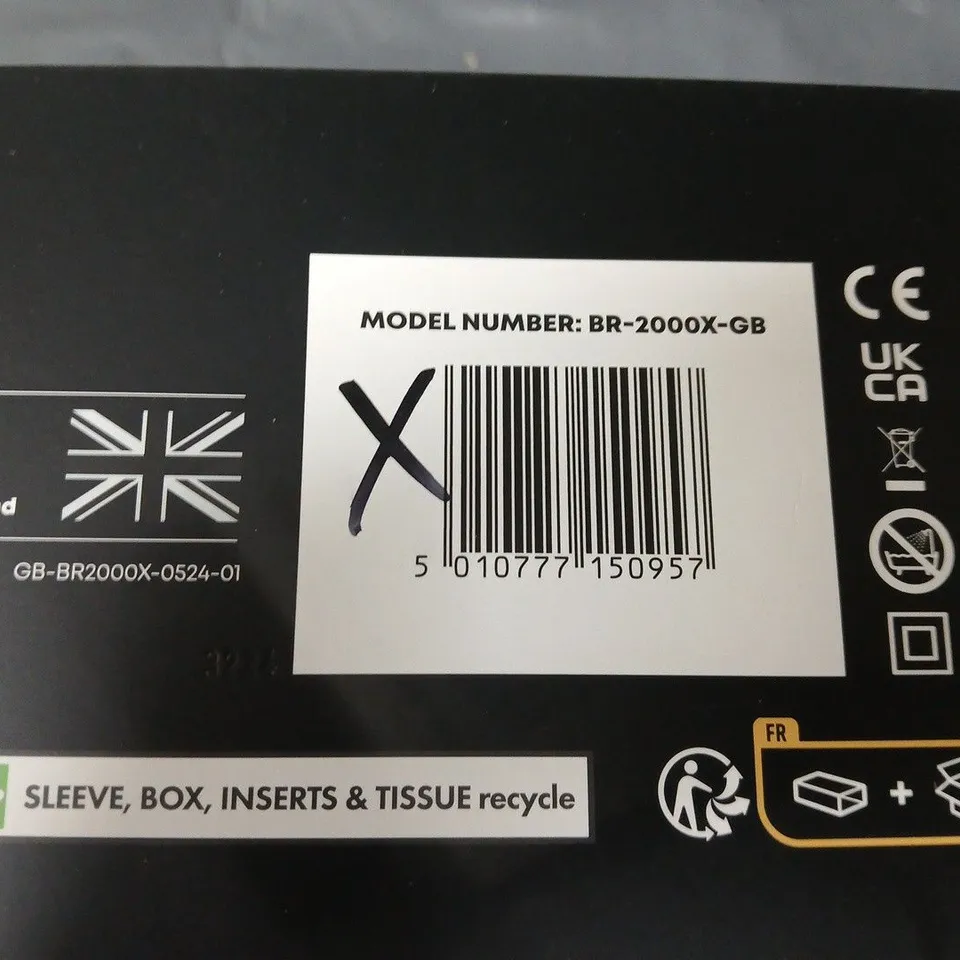 MODEL NUMBER: BR-2000X-GB
X
5 010777 150957
CE
UK
CA
GB-BR2000X-0524-01
SLEEVE, BOX, INSERTS & TISSUE recycle
FR
+